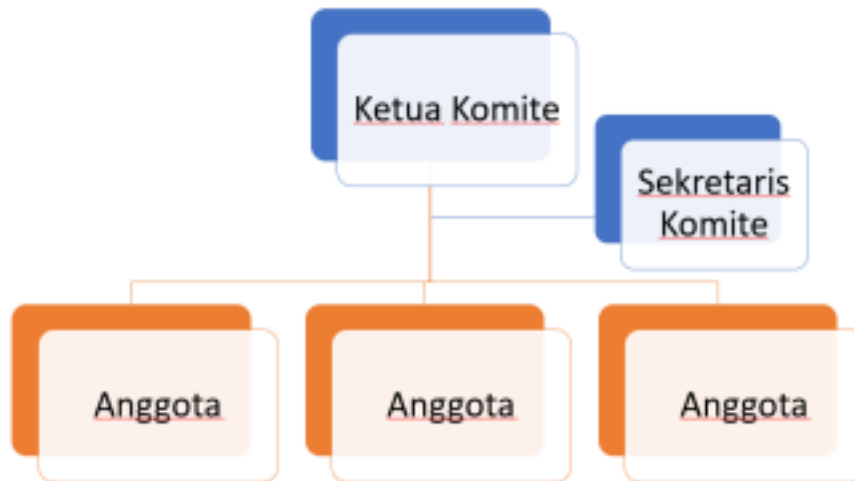 Ketua Komite
Sekretaris
Komite
Anggota
Anggota
Anggota